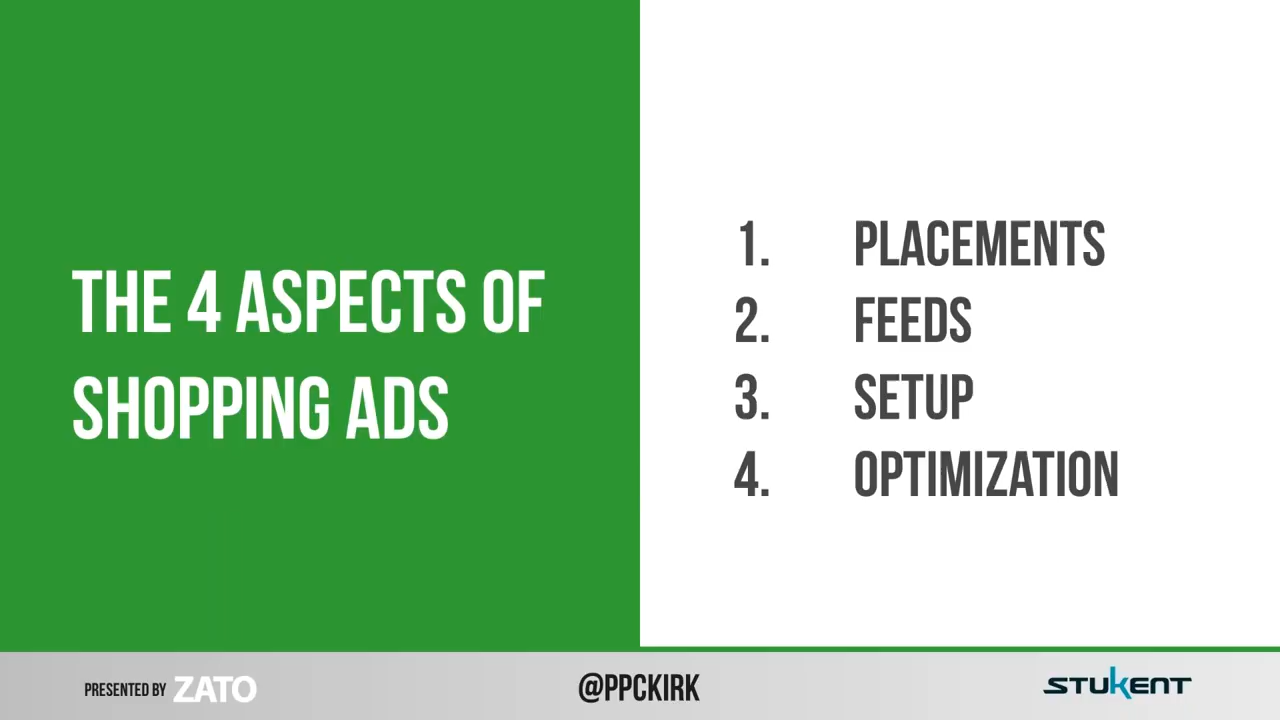 THE 4 ASPECTS OF
SHOPPING ADS
1. PLACEMENTS
2. FEEDS
3. SETUP
4. OPTIMIZATION
PRESENTED BY ZATO
@PPCKIRK
STUKENT